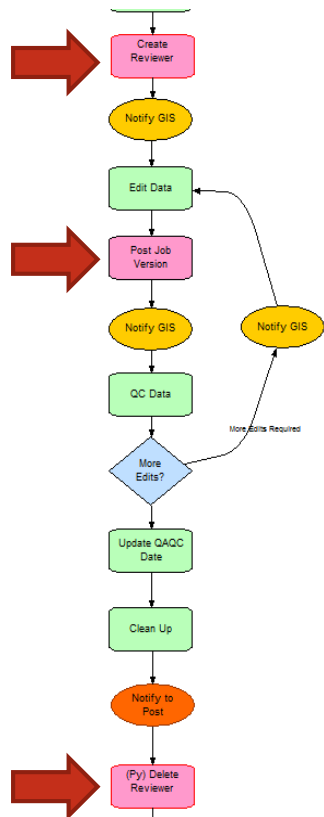 Create
Reviewer
Notify GIS
Edit Data
Post Job
Version
Notify GIS
Notify GIS
QC Data
More Edits Required
More
Edits?
Update QAQC
Date
Clean Up
Notify to
Post
(Py) Delete
Reviewer